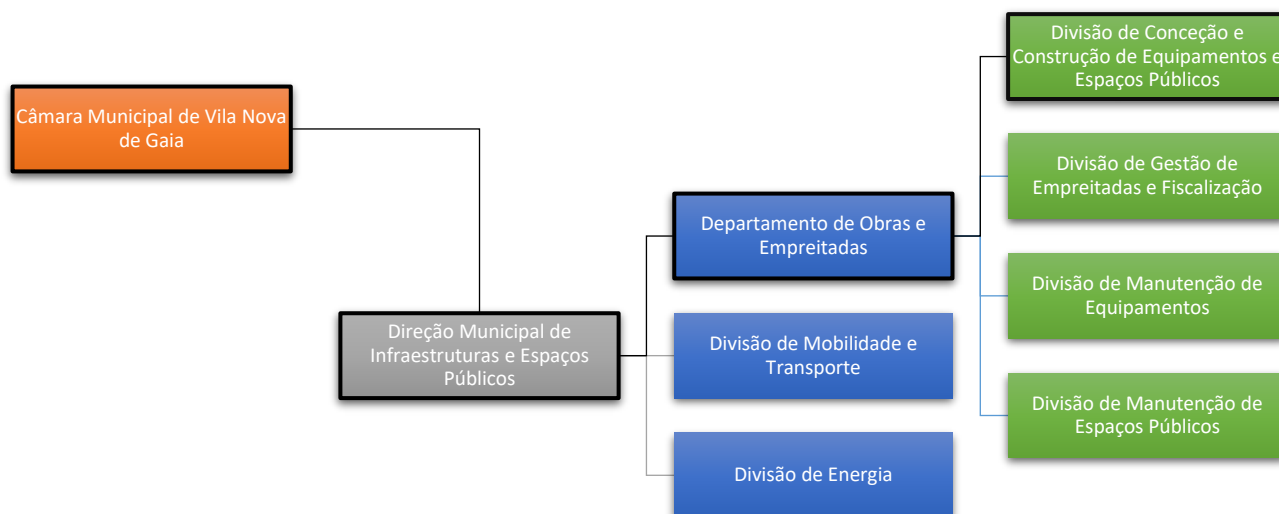 Câmara Municipal de Vila Nova
de Gaia
Direção Municipal de
Infraestruturas e Espaços
Públicos
Departamento de Obras e
Empreitadas
Divisão de Mobilidade e
Transporte
Divisão de Energia
Divisão de Conceção e
Construção de Equipamentos e
Espaços Públicos
Divisão de Gestão de
Empreitadas e Fiscalização
Divisão de Manutenção de
Equipamentos
Divisão de Manutenção de
Espaços Públicos